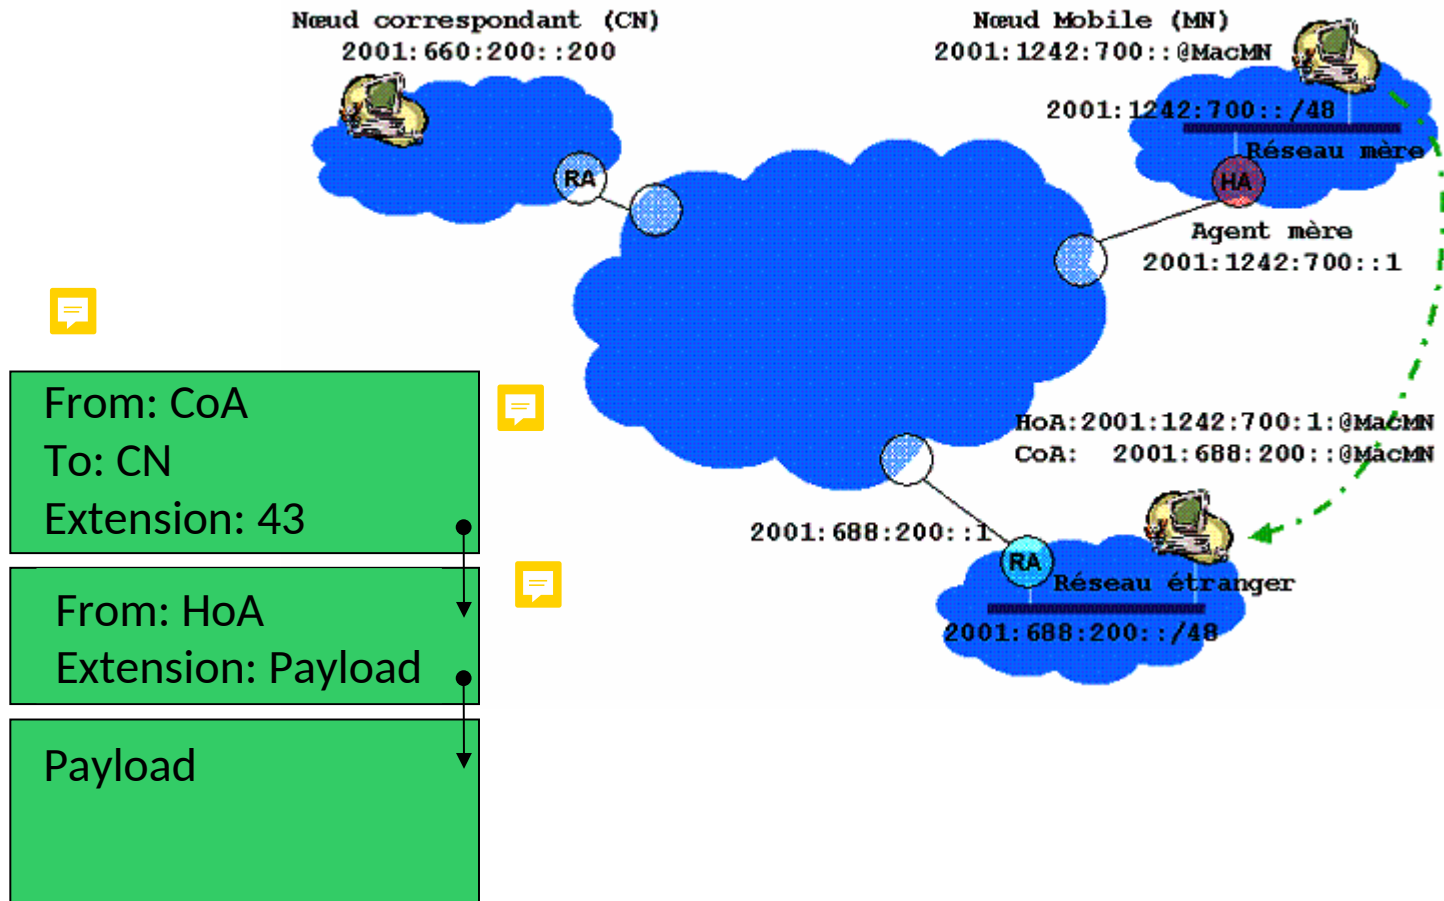 Nœud correspondant (CN)
2001:660:200::200
Nœud Mobile (MN)
2001:1242:700::@MacMN
2001:1242:700::/48
Réseau mère
RA
HA
Agent mère
2001:1242:700::1
From: CoA
To: CN
Extension: 43
From: HoA
Extension: Payload
Payload
HoA:2001:1242:700:1:@MacMN
CoA: 2001:688:200::@MacMN
2001:688:200::1
RA
Réseau étranger
2001:688:200::/48